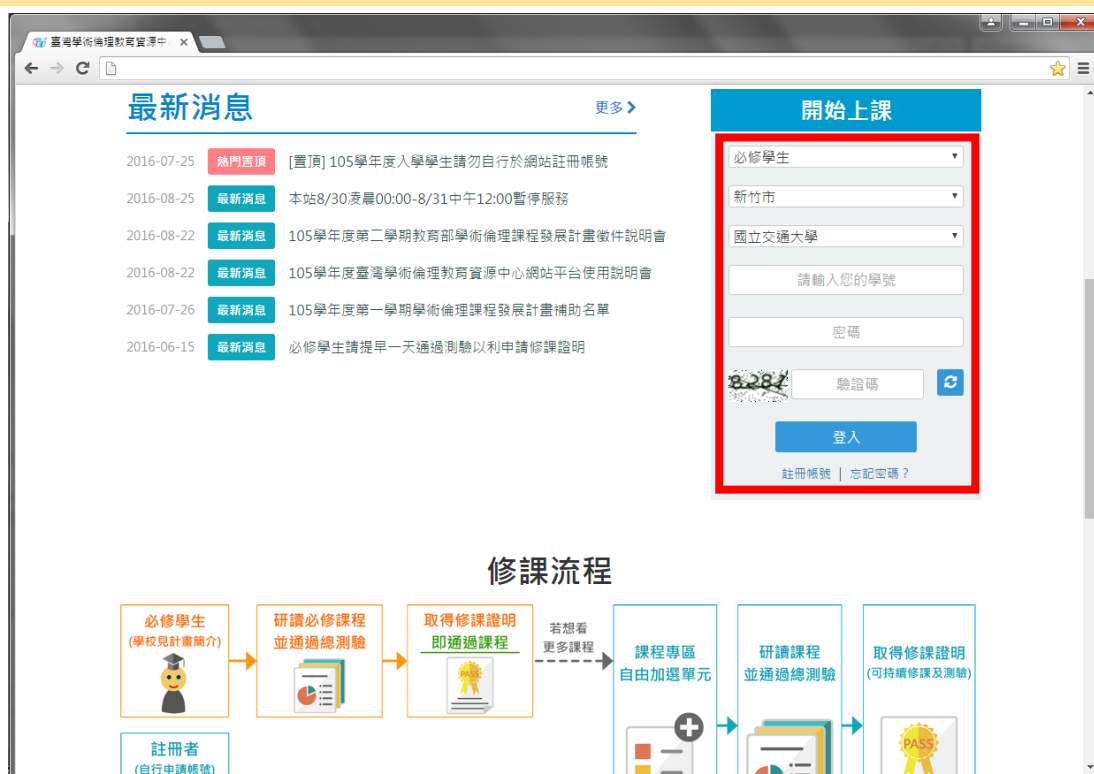 臺灣學術倫理教育資源中
最新消息
更多
2016-07-25 熱門置頂 [置頂] 105學年度入學學生請勿自行於網站註冊帳號
2016-08-25 最新消息 本站8/30凌晨00:00-8/31中午12:00暫停服務
2016-08-22 最新消息 105學年度第二學期教育部學術倫理課程發展計畫徵件說明會
2016-08-22 最新消息 105學年度臺灣學術倫理教育資源中心網站平台使用說明會
2016-07-26 最新消息 105學年度第一學期學術倫理課程發展計畫補助名單
2016-06-15 最新消息 必修學生請提早一天通過測驗以利申請修課證明
開始上課
必修學生
新竹市
國立交通大學
請輸入您的學號
密碼
8281 驗證碼
登入
註冊帳號 | 忘記密碼？
修課流程
必修學生
(學校見計畫簡介)
研讀必修課程
並通過總測驗
取得修課證明
即通過課程
PASS
若想看
更多課程
課程專區
自由加選單元
研讀課程
並通過總測驗
取得修課證明
(可持續修課及測驗)
PASS
註冊者
(自行申請帳號)